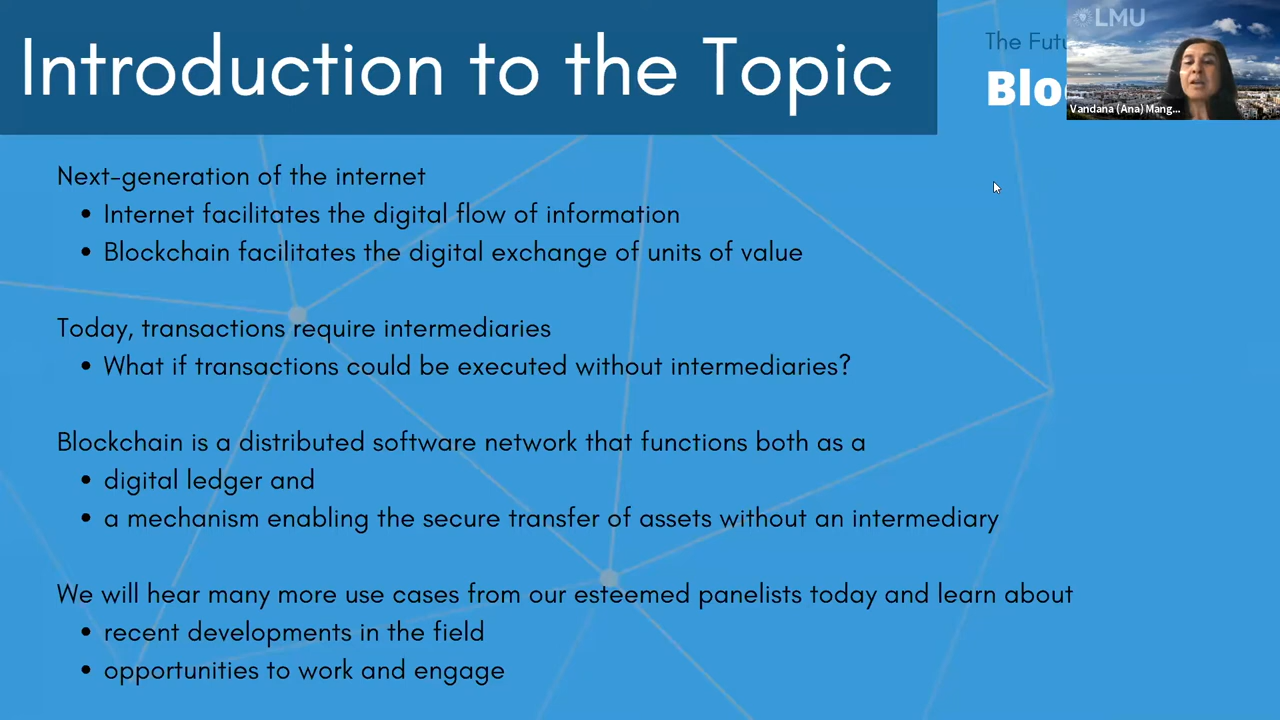 Introduction to the Topic
The Futu
Blo
LMU
Vandana (Ana) Mang...
Next-generation of the internet
• Internet facilitates the digital flow of information
• Blockchain facilitates the digital exchange of units of value
Today, transactions require intermediaries
• What if transactions could be executed without intermediaries?
Blockchain is a distributed software network that functions both as a
• digital ledger and
• a mechanism enabling the secure transfer of assets without an intermediary
We will hear many more use cases from our esteemed panelists today and learn about
• recent developments in the field
• opportunities to work and engage